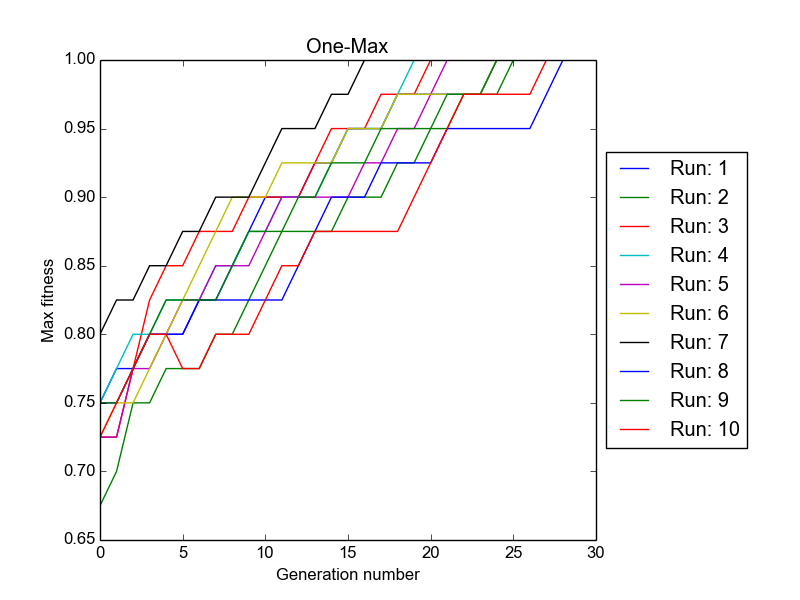 One-Max
1.00
0.95
0.90
0.85
0.80
0.75
0.70
0.65
Max fitness
0 5 10 15 20 25 30
Generation number
Run: 1
Run: 2
Run: 3
Run: 4
Run: 5
Run: 6
Run: 7
Run: 8
Run: 9
Run: 10